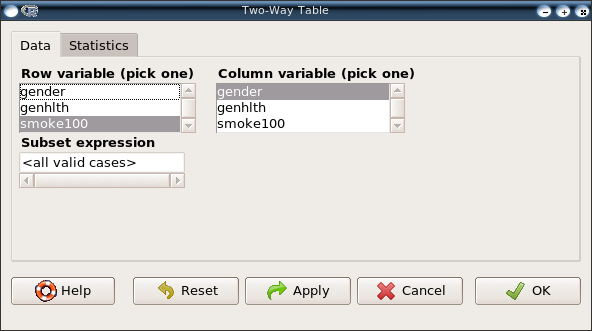 Two-Way Table
Data Statistics
Row variable (pick one) Column variable (pick one)
gender gender
genhlth genhlth
smoke100 smoke100
Subset expression
<all valid cases>
Help Reset Apply Cancel OK